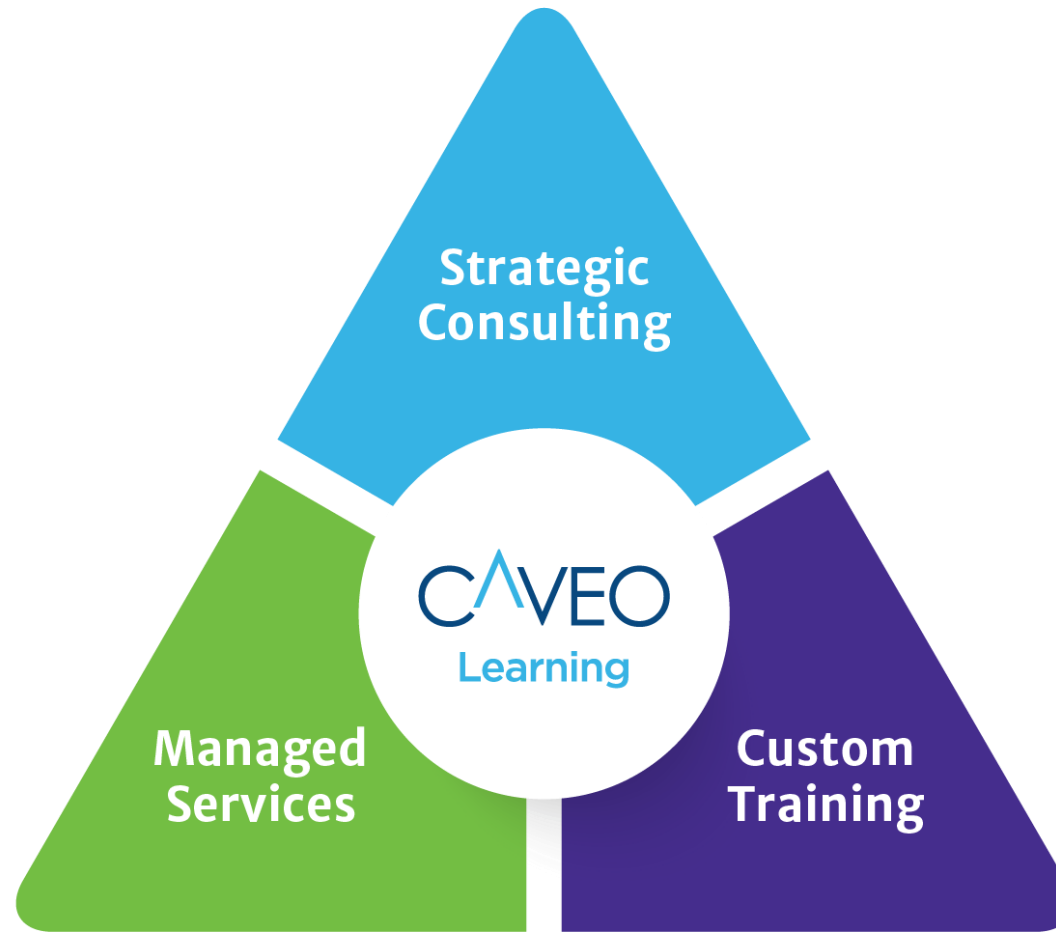 Strategic
Consulting
CAVEO
Learning
Managed
Services
Custom
Training